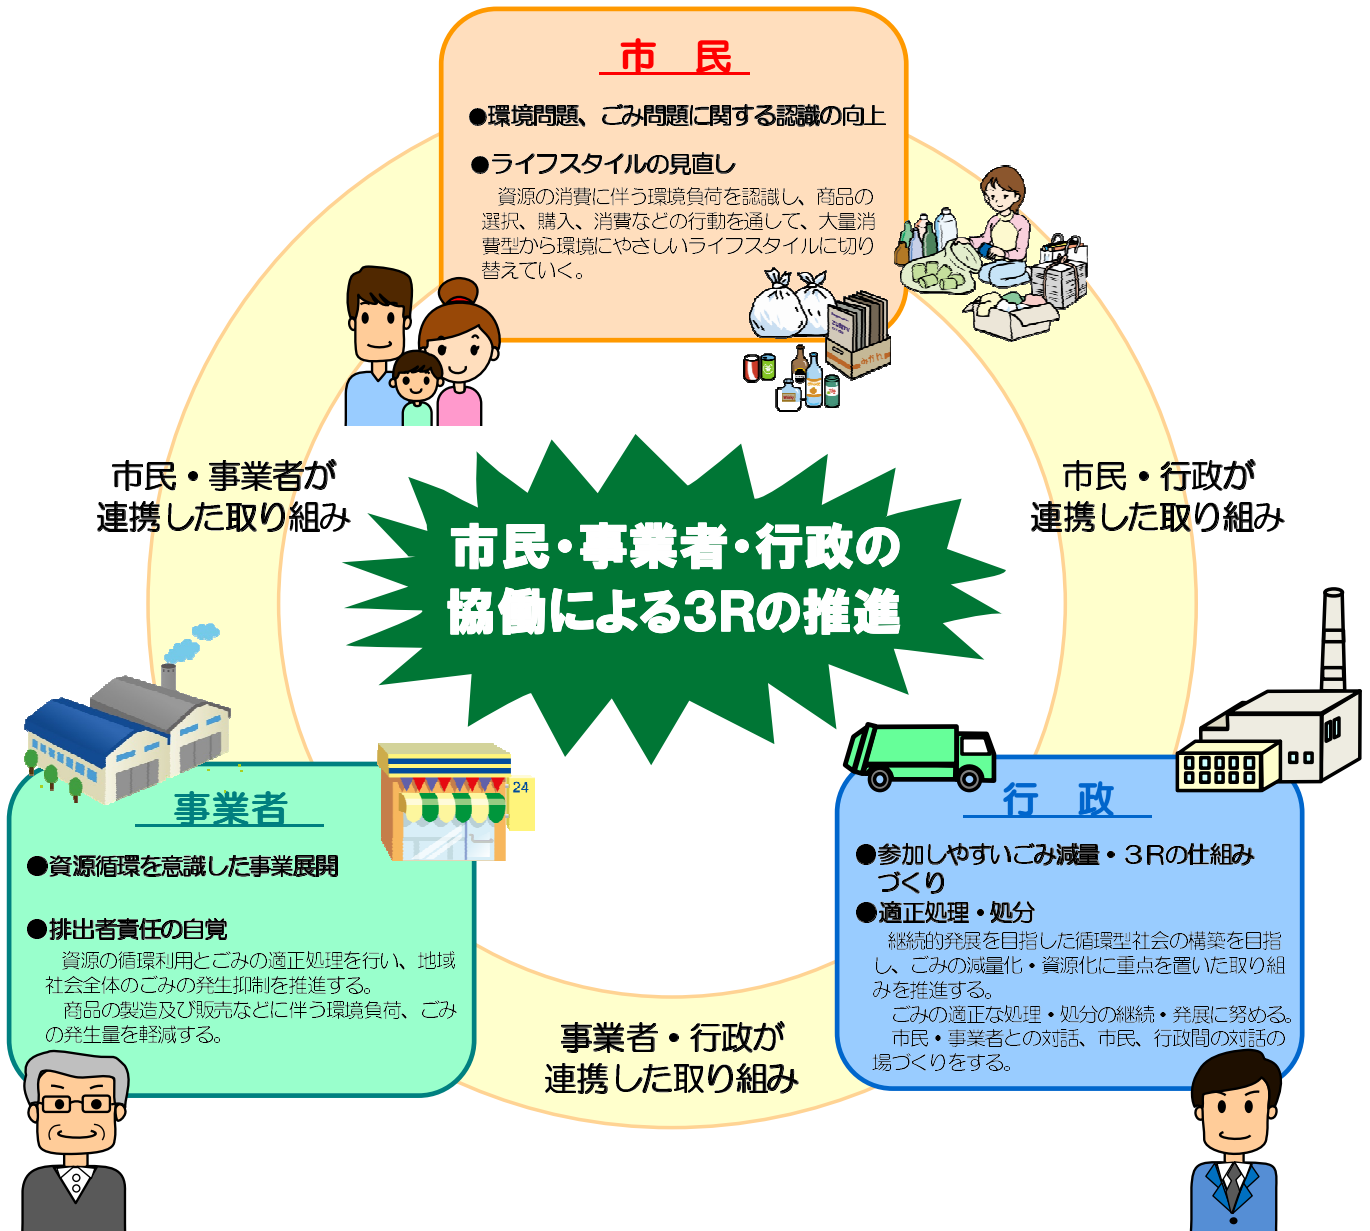 市　民
●環境問題、ごみ問題に関する認識の向上
●ライフスタイルの見直し
資源の消費に伴う環境負荷を認識し、商品の
選択、購入、消費などの行動を通して、大量消
費型から環境にやさしいライフスタイルに切り
替えていく。
市民・事業者が
連携した取り組み
市民・行政が
連携した取り組み
市民・事業者・行政の
協働による3Rの推進
事業者
24
●資源循環を意識した事業展開
●排出者責任の自覚
資源の循環利用とごみの適正処理を行い、地域
社会全体のごみの発生抑制を推進する。
商品の製造及び販売などに伴う環境負荷、ごみ
の発生量を軽減する。
行　政
●参加しやすいごみ減量・３Ｒの仕組み
づくり
●適正処理・処分
継続的発展を目指した循環型社会の構築を目指
し、ごみの減量化・資源化に重点を置いた取り組
みを推進する。
ごみの適正な処理・処分の継続・発展に努める。
市民・事業者との対話、市民、行政間の対話の
場づくりをする。
事業者・行政が
連携した取り組み